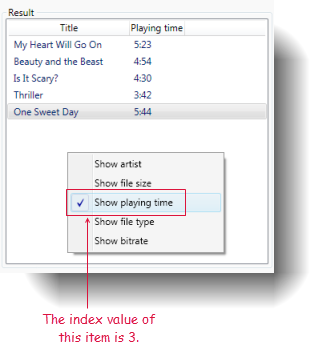 Result
Title Playing time
My Heart Will Go On 5:23
Beauty and the Beast 4:54
Is It Scary? 4:30
Thriller 3:42
One Sweet Day 5:44
Show artist
Show file size
Show playing time
Show file type
Show bitrate
The index value of
this item is 3.